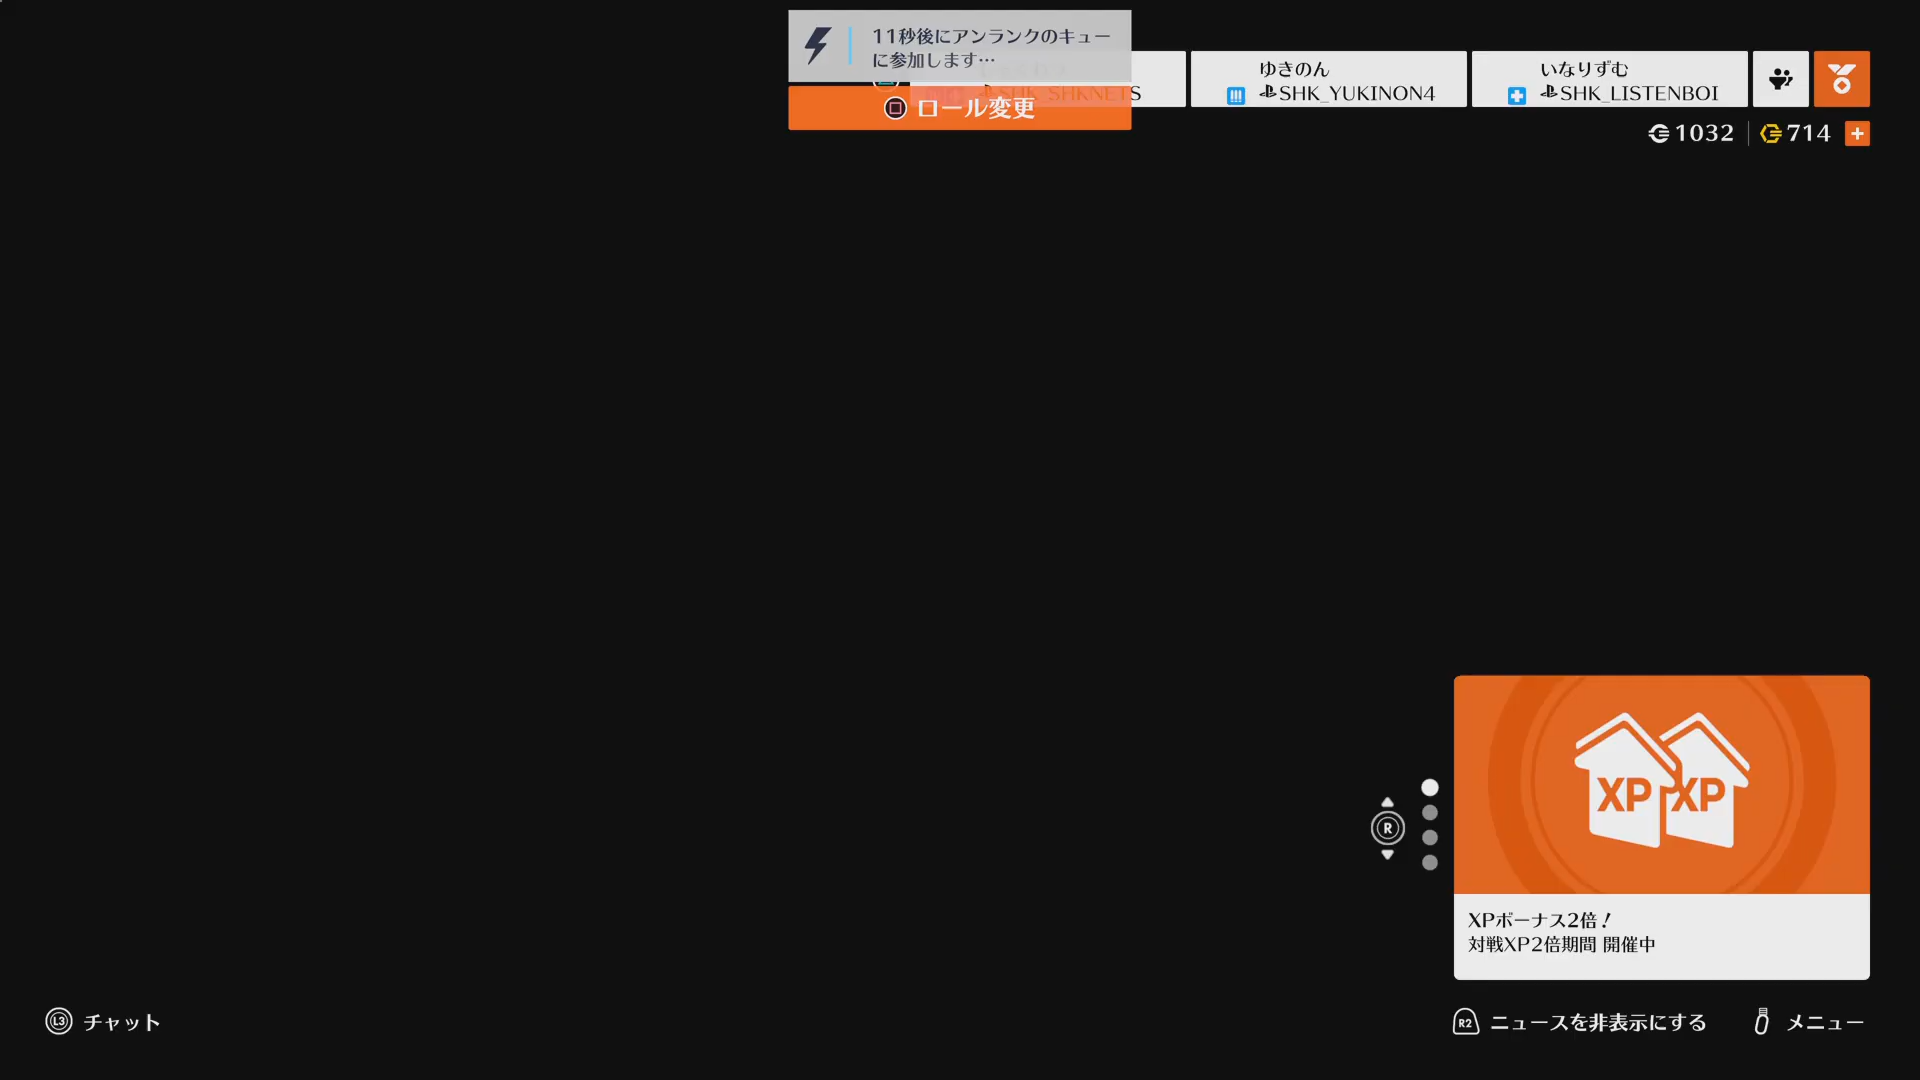 11秒後にアンランクのキュー
に参加します…
ロール変更
SHK_SHKNETS
ゆきのん
SHK_YUKINON4
いなりずむ
SHK_LISTENBOI
1032
714
R
XP XP
XPボーナス2倍！
対戦XP2倍期間 開催中
L3 チャット
R2 ニュースを非表示にする
メニュー